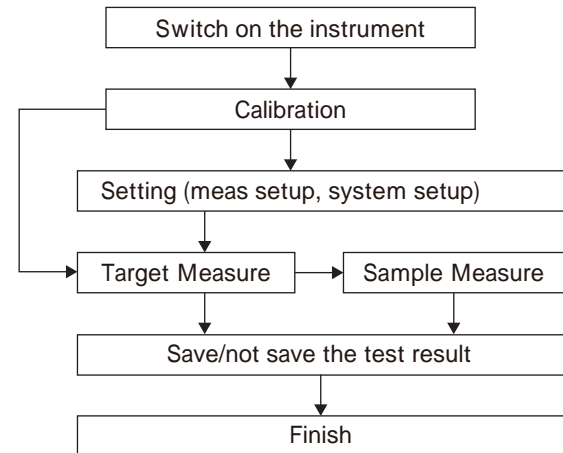 Switch on the instrument
Calibration
Setting (meas setup, system setup)
Target Measure
Sample Measure
Save/not save the test result
Finish